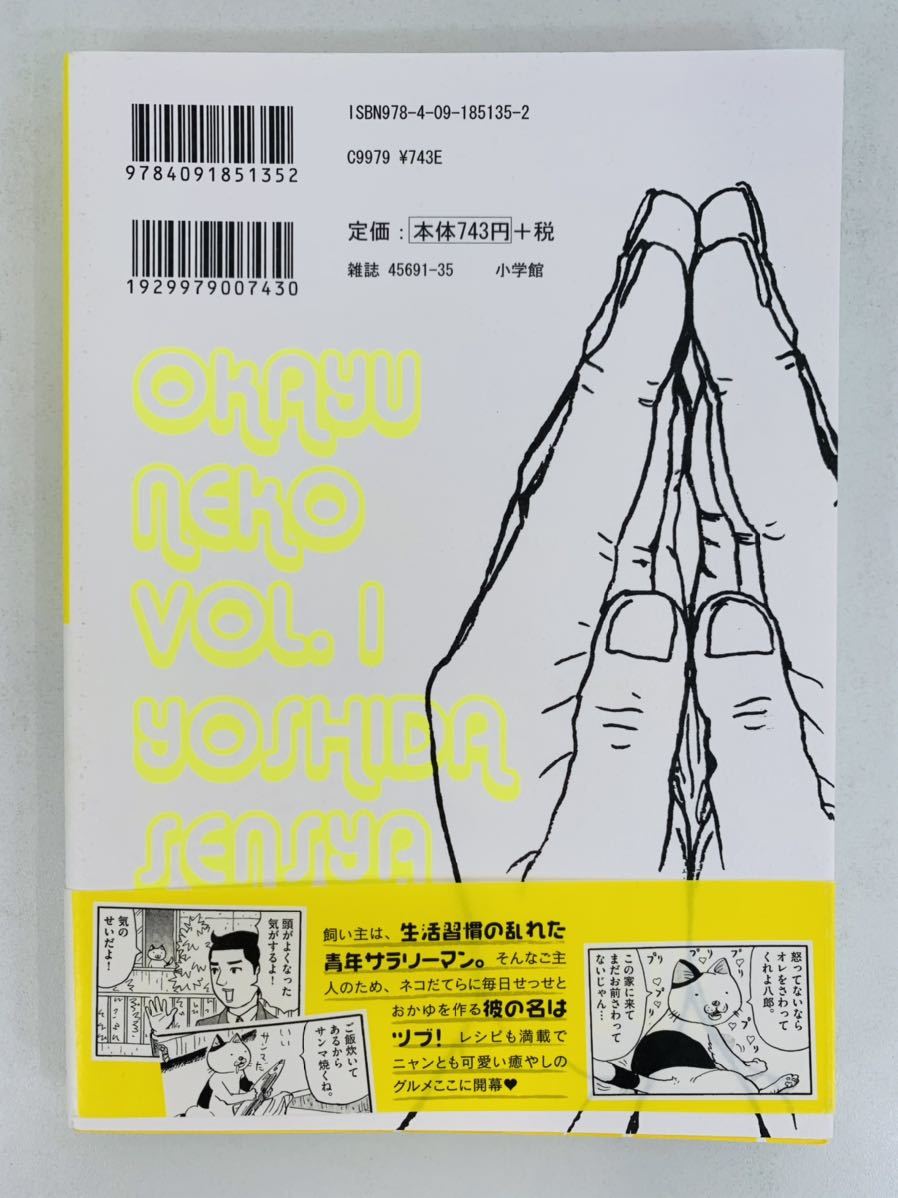 ISBN978-4-09-185135-2
9784091851352
C9979 ¥743E
定価：本体743円＋税
1929979007430
雑誌 45691-35 小学館
OKAYU
NEKO
VOL. 1
YOSHIDA
SENSYA
頭がよくなった
気がするよ！
気の
せいだよ！
いい
サンマだ
ご飯炊いて
あるから
サンマ焼くね。
飼い主は、生活習慣の乱れた
青年サラリーマン。そんなご主
人のため、ネコだてらに毎日せっせと
おかゆを作る彼の名は
ツブ！ レシピも満載で
ニャンとも可愛い癒やしの
グルメここに開幕♥
怒ってないなら
オレをさわって
くれよ八郎。
この家に来て
まだお前さわって
ないじゃん…
プリ
プリ
プリ
プリ